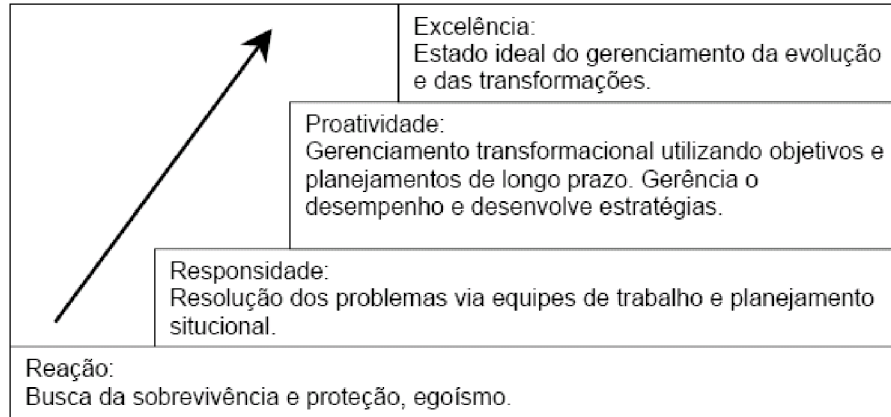 Excelência:
Estado ideal do gerenciamento da evolução
e das transformações.
Proatividade:
Gerenciamento transformacional utilizando objetivos e
planejamentos de longo prazo. Gerência o
desempenho e desenvolve estratégias.
Responsidade:
Resolução dos problemas via equipes de trabalho e planejamento
situcional.
Reação:
Busca da sobrevivência e proteção, egoísmo.